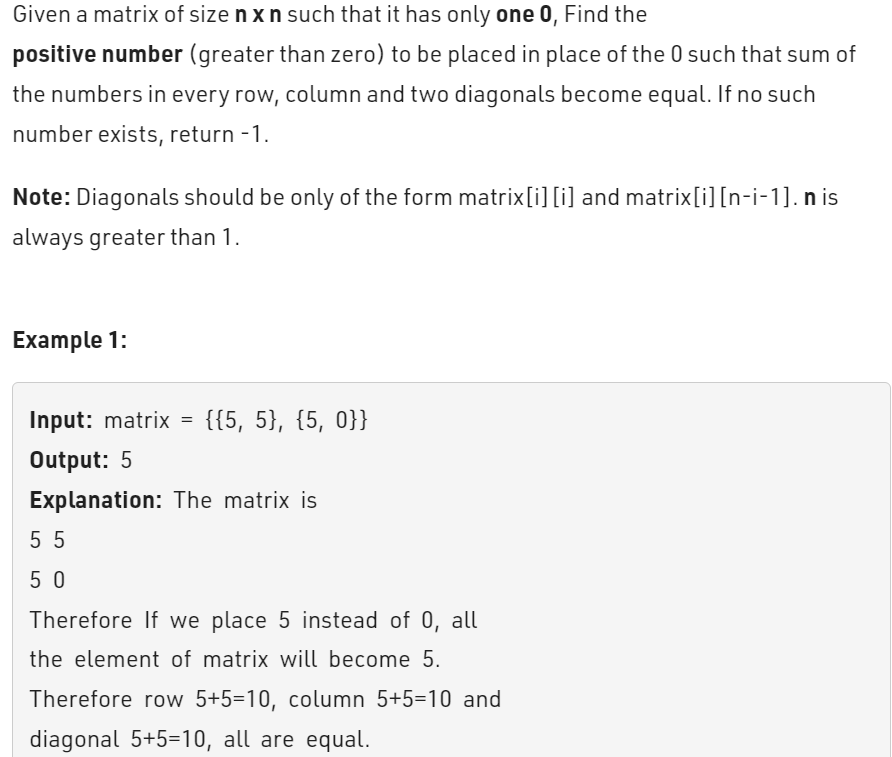 Given a matrix of size n x n such that it has only one 0, Find the
positive number (greater than zero) to be placed in place of the 0 such that sum of
the numbers in every row, column and two diagonals become equal. If no such
number exists, return -1.
Note: Diagonals should be only of the form matrix[i][i] and matrix[i][n-i-1]. n is
always greater than 1.
Example 1:
Input: matrix = {{5, 5}, {5, 0}}
Output: 5
Explanation: The matrix is
5 5
5 0
Therefore If we place 5 instead of 0, all
the element of matrix will become 5.
Therefore row 5+5=10, column 5+5=10 and
diagonal 5+5=10, all are equal.